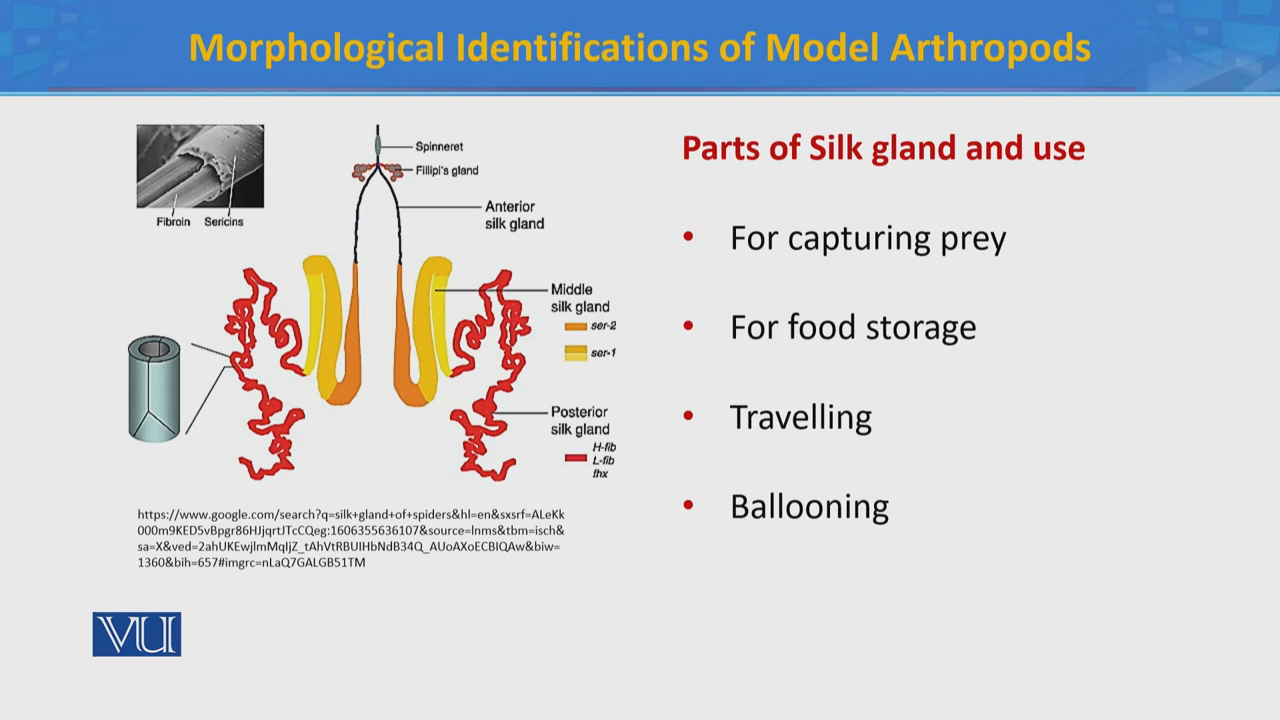 Morphological Identifications of Model Arthropods
Fibroin Sericins
Spinneret
Fillipi's gland
Anterior
silk gland
Middle
silk gland
ser-2
ser-1
Posterior
silk gland
H-fib
L-fib
fhx
https://www.google.com/search?q=silk+gland+of+spiders&hl=en&sxsrf=ALeKk
000m9KED5vBpgr86HJjqrtJTcCQeg:1606355636107&source=lnms&tbm=isch&
sa=X&ved=2ahUKEwjlmMqljZ_tAhVtRBUIHbNdB34Q_AUoAXoECBIQAw&biw=
1360&bih=657#imgrc=nLaQ7GALGB51TM
VU
Parts of Silk gland and use
• For capturing prey
• For food storage
• Travelling
• Ballooning